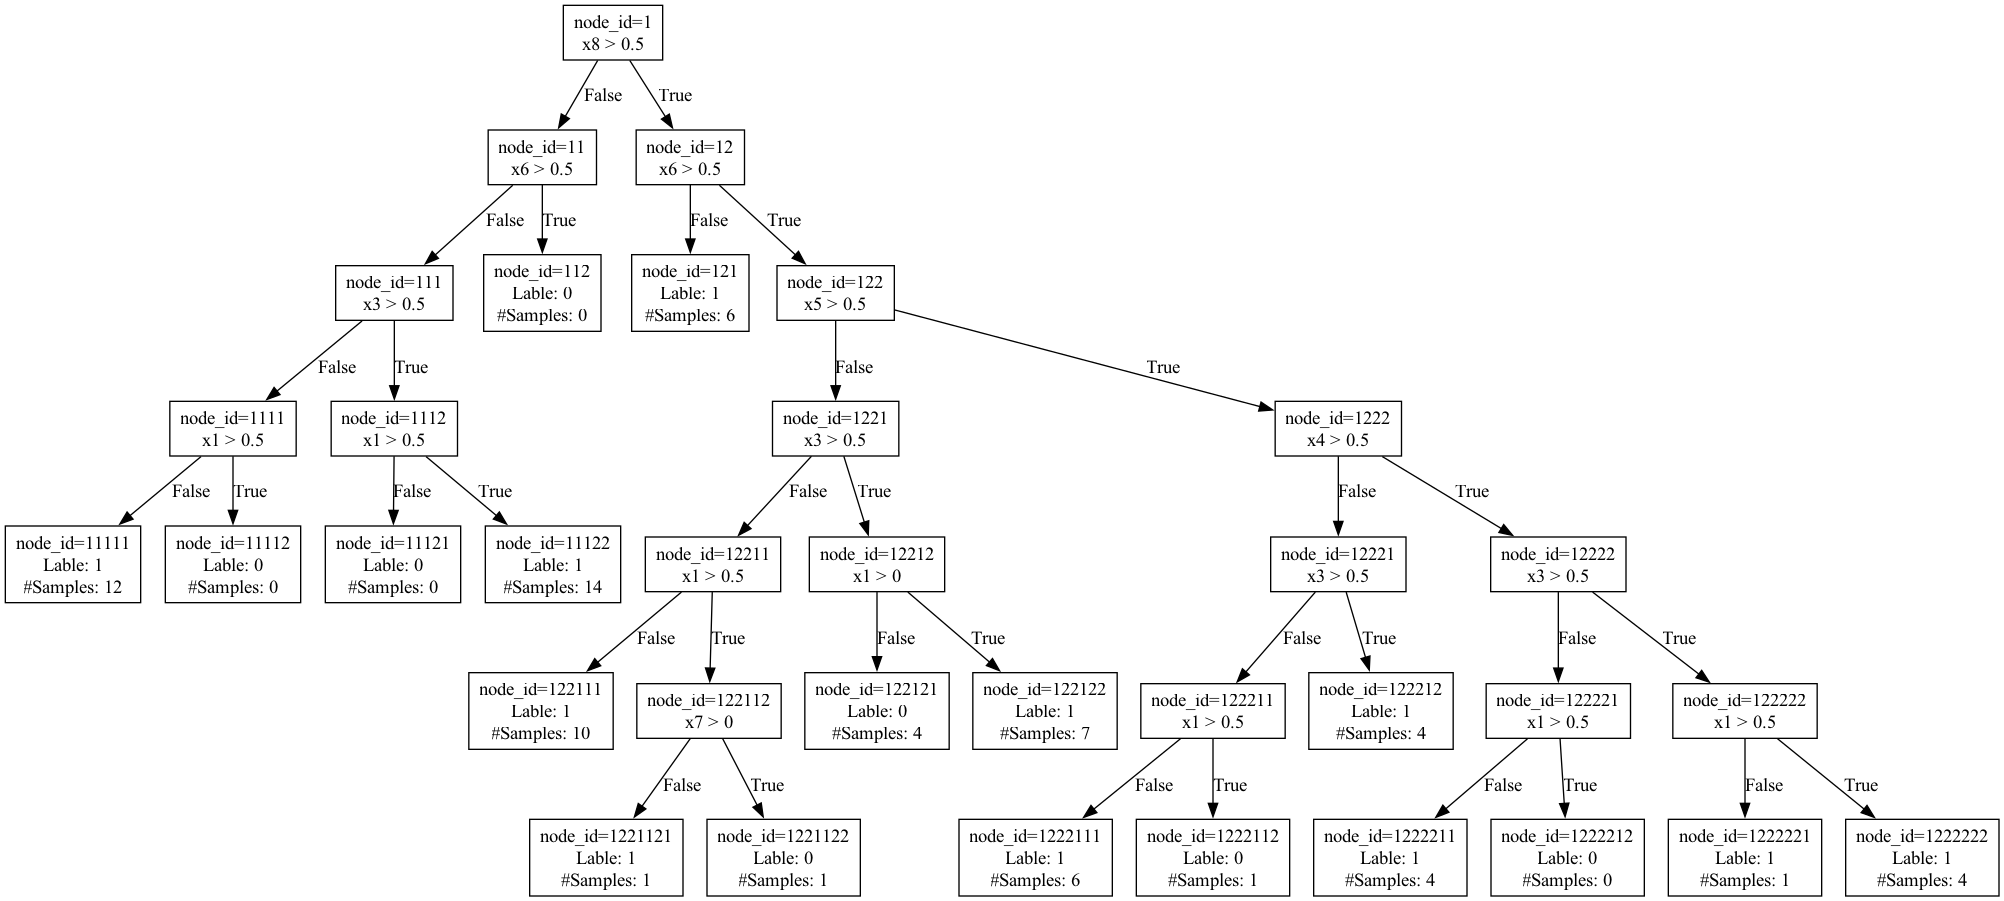 node_id=1
x8 > 0.5
False
True
node_id=11
x6 > 0.5
node_id=12
x6 > 0.5
False
True
False
True
node_id=111
x3 > 0.5
node_id=112
Lable: 0
#Samples: 0
node_id=121
Lable: 1
#Samples: 6
node_id=122
x5 > 0.5
False
True
False
True
node_id=1111
x1 > 0.5
node_id=1112
x1 > 0.5
node_id=1221
x3 > 0.5
node_id=1222
x4 > 0.5
False
True
False
True
False
True
False
True
node_id=11111
Lable: 1
#Samples: 12
node_id=11112
Lable: 0
#Samples: 0
node_id=11121
Lable: 0
#Samples: 0
node_id=11122
Lable: 1
#Samples: 14
node_id=12211
x1 > 0.5
node_id=12212
x1 > 0
node_id=12221
x3 > 0.5
node_id=12222
x3 > 0.5
False
True
False
True
False
True
False
True
node_id=122111
Lable: 1
#Samples: 10
node_id=122112
x7 > 0
node_id=122121
Lable: 0
#Samples: 4
node_id=122122
Lable: 1
#Samples: 7
node_id=122211
x1 > 0.5
node_id=122212
Lable: 1
#Samples: 4
node_id=122221
x1 > 0.5
node_id=122222
x1 > 0.5
False
True
False
True
False
True
False
True
node_id=1221121
Lable: 1
#Samples: 1
node_id=1221122
Lable: 0
#Samples: 1
node_id=1222111
Lable: 1
#Samples: 6
node_id=1222112
Lable: 0
#Samples: 1
node_id=1222211
Lable: 1
#Samples: 4
node_id=1222212
Lable: 0
#Samples: 0
node_id=1222221
Lable: 1
#Samples: 1
node_id=1222222
Lable: 1
#Samples: 4